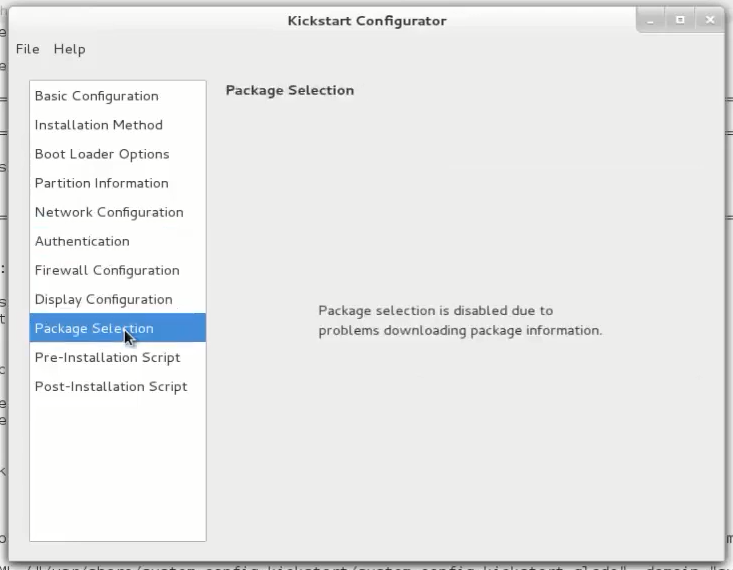 Kickstart Configurator
File Help
Package Selection
Basic Configuration
Installation Method
Boot Loader Options
Partition Information
Network Configuration
Authentication
Firewall Configuration
Display Configuration
Package Selection
Pre-Installation Script
Post-Installation Script
Package selection is disabled due to
problems downloading package information.